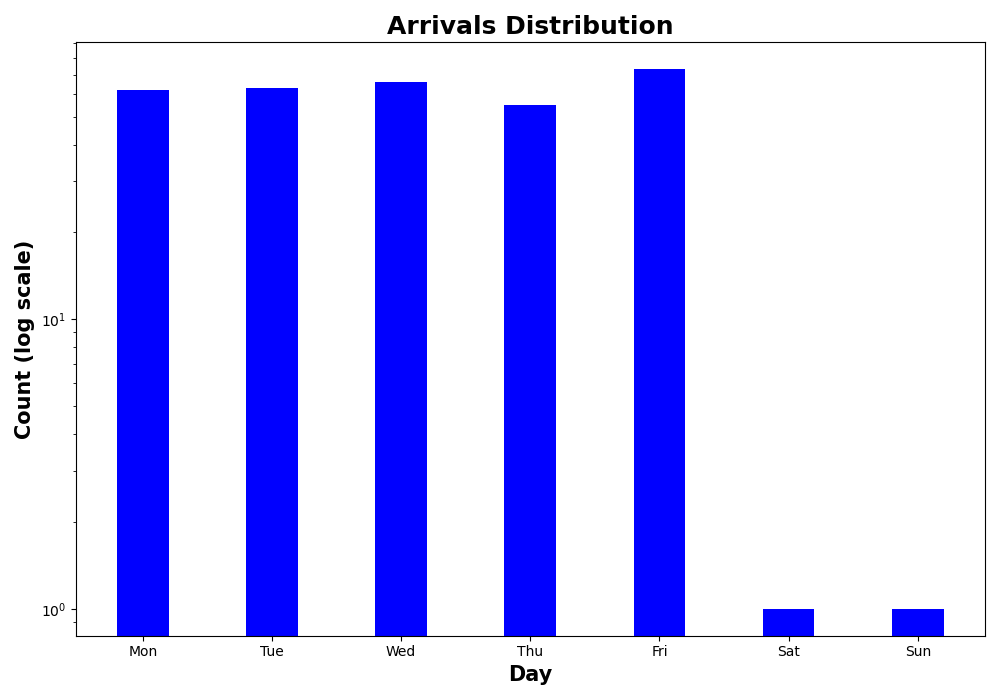 Arrivals Distribution
Count (log scale)
10¹
10⁰
Mon Tue Wed Thu Fri Sat Sun
Day